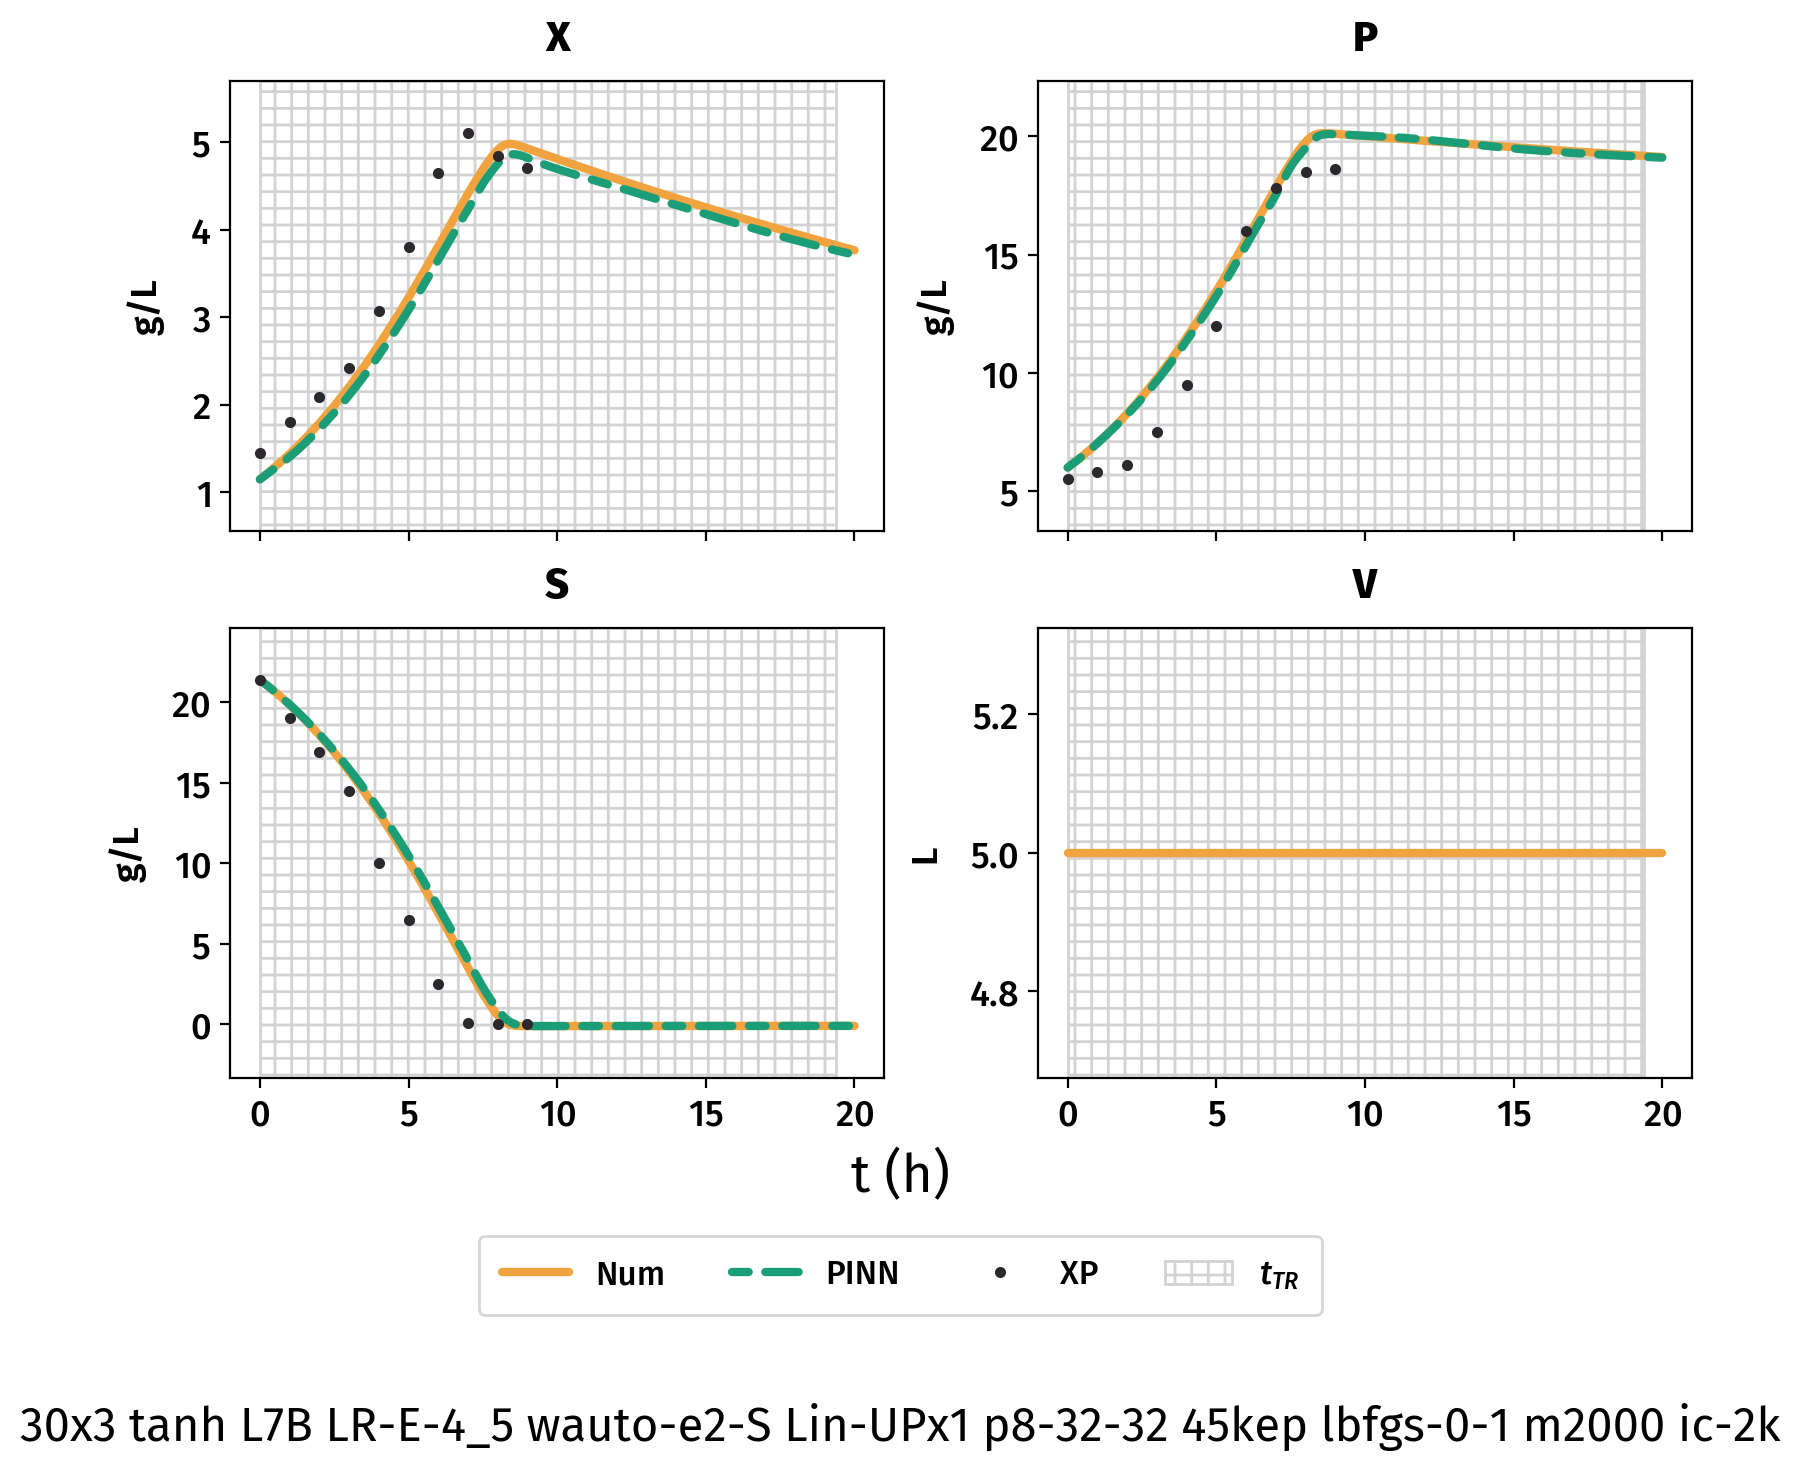 X
P
5
4
3
2
1
g/L
20
15
10
5
g/L
S
V
20
15
10
5
0
g/L
5.2
5.0
4.8
L
0 5 10 15 20
0 5 10 15 20
t (h)
Num PINN XP tTR
30x3 tanh L7B LR-E-4_5 wauto-e2-S Lin-UPx1 p8-32-32 45kep lbfgs-0-1 m2000 ic-2k